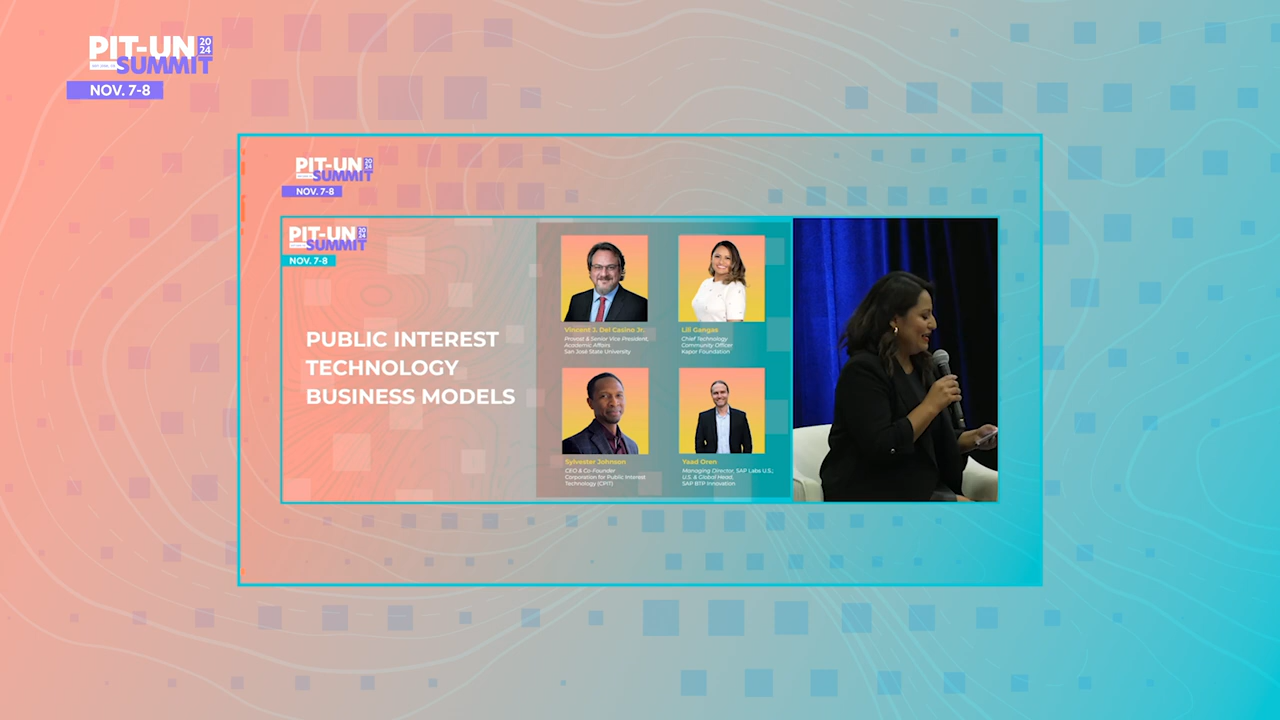 PIT-UN 2024
SUMMIT
NOV. 7-8
PIT-UN 2024
SUMMIT
NOV. 7-8
PIT-UN 2024
SUMMIT
NOV. 7-8
PUBLIC INTEREST
TECHNOLOGY
BUSINESS MODELS
Vincent J. Del Casino Jr.
Provost & Senior Vice President,
Academic Affairs
San José State University
Lili Gangas
Chief Technology
Community Officer
Kapor Foundation
Sylvester Johnson
CEO & Co-Founder
Corporation for Public Interest
Technology (CPIT)
Yaad Oren
Managing Director, SAP Labs U.S.;
U.S. & Global Head,
SAP BTP Innovation